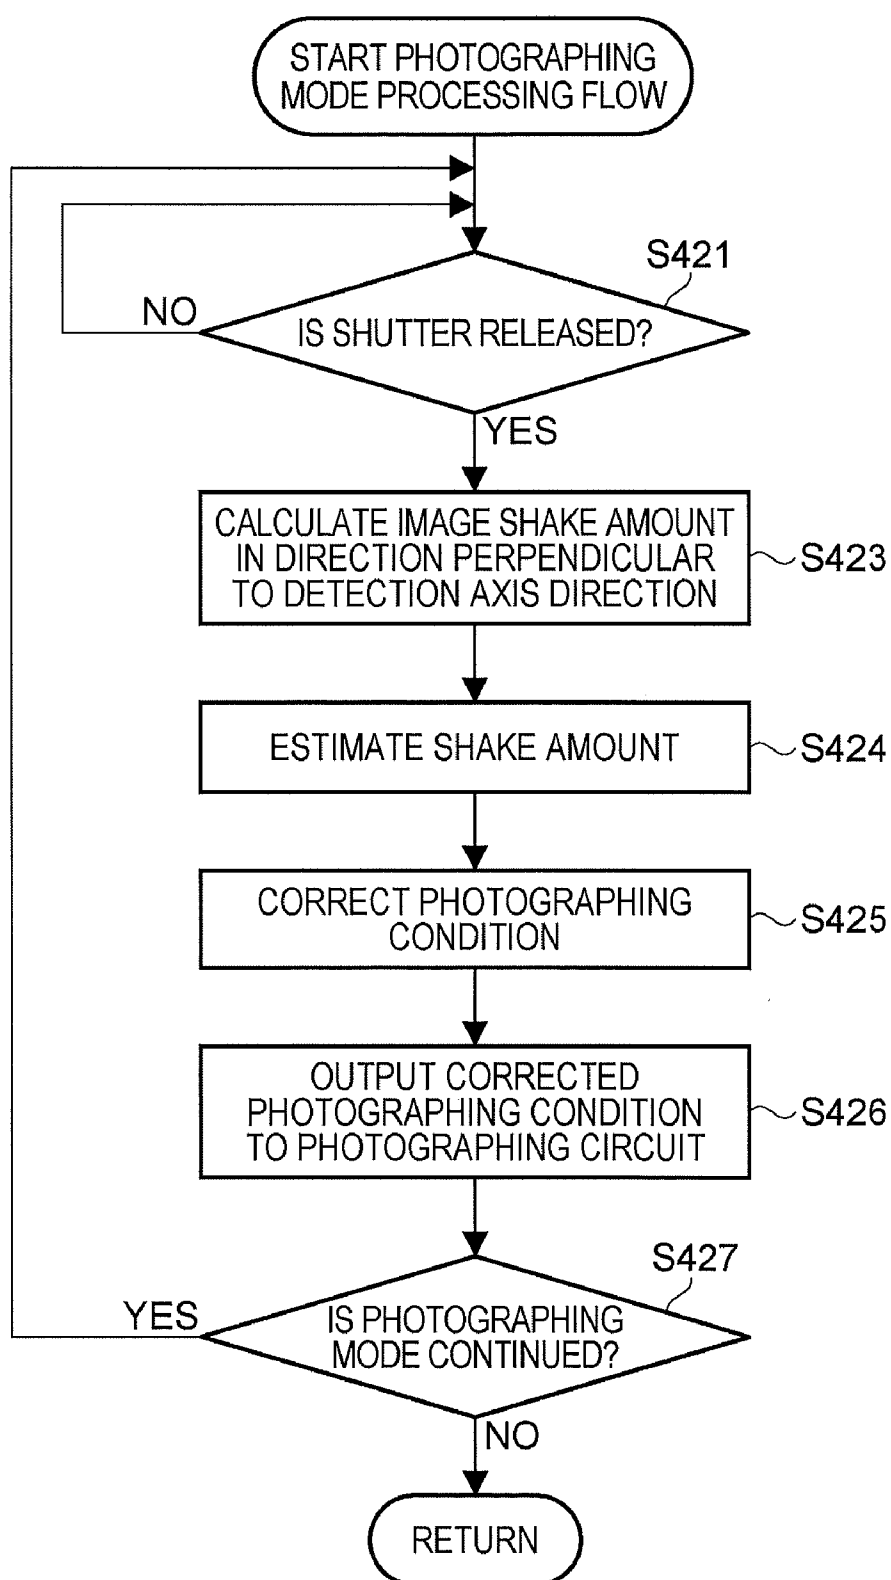 START PHOTOGRAPHING
MODE PROCESSING FLOW
S421
NO
IS SHUTTER RELEASED?
YES
CALCULATE IMAGE SHAKE AMOUNT
IN DIRECTION PERPENDICULAR
TO DETECTION AXIS DIRECTION
S423
ESTIMATE SHAKE AMOUNT
S424
CORRECT PHOTOGRAPHING
CONDITION
S425
OUTPUT CORRECTED
PHOTOGRAPHING CONDITION
TO PHOTOGRAPHING CIRCUIT
S426
S427
YES
IS PHOTOGRAPHING
MODE CONTINUED?
NO
RETURN